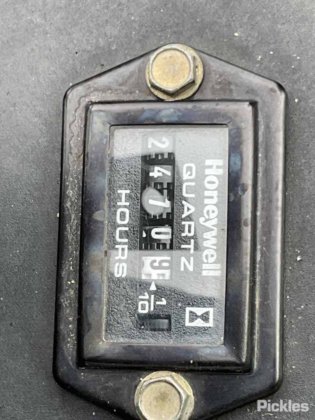 Honeywell
QUARTZ
2470
1/10
HOURS
Pickles